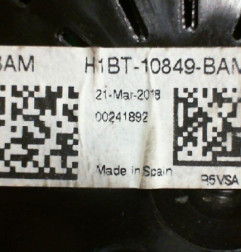 BAM H1BT-10849-BAM
21-Mar-2018
00241892
Made in Spain
R5VSA